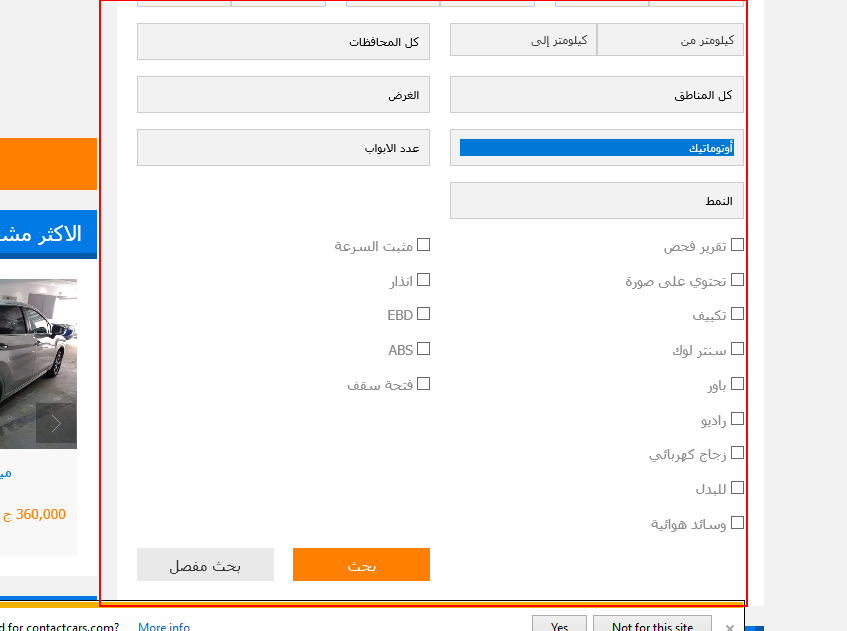 كيلومتر من
كيلومتر إلى
كل المحافظات
كل المناطق
الغرض
أوتوماتيك
عدد الابواب
النمط
تقرير فحص
مثبت السرعة
تحتوي على صورة
انذار
تكييف
EBD
سنتر لوك
ABS
باور
فتحة سقف
راديو
زجاج كهربائي
للبدل
وسائد هوائية
بحث
بحث مفصل
الاكثر
360,000 ج
for contactcars.com?
More info
Yes
Not for this site